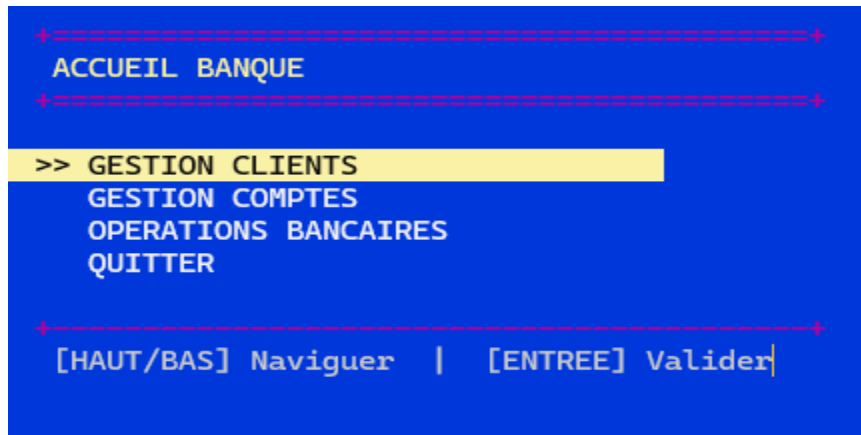 +==========================================+
ACCUEIL BANQUE
+==========================================+
>> GESTION CLIENTS
GESTION COMPTES
OPERATIONS BANCAIRES
QUITTER
+------------------------------------------+
[HAUT/BAS] Naviguer | [ENTREE] Valider